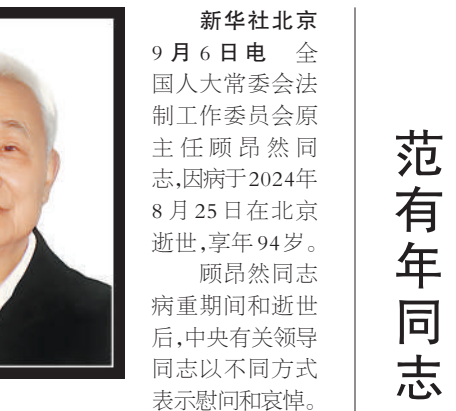 新华社北京
9月6日电　全
国人大常委会法
制工作委员会原
主任顾昂然同
志,因病于2024年
8月25日在北京
逝世,享年94岁。
顾昂然同志
病重期间和逝世
后,中央有关领导
同志以不同方式
表示慰问和哀悼。
范有年同志